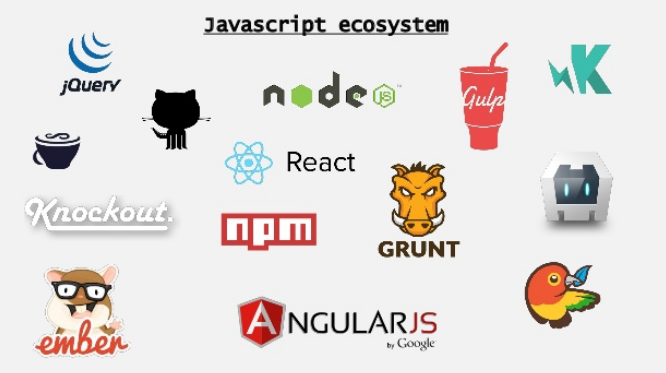 Javascript ecosystem
jQuery
node
JS
Gulp
K
React
Knockout.
npm
GRUNT
ember
ANGULARJS
by Google